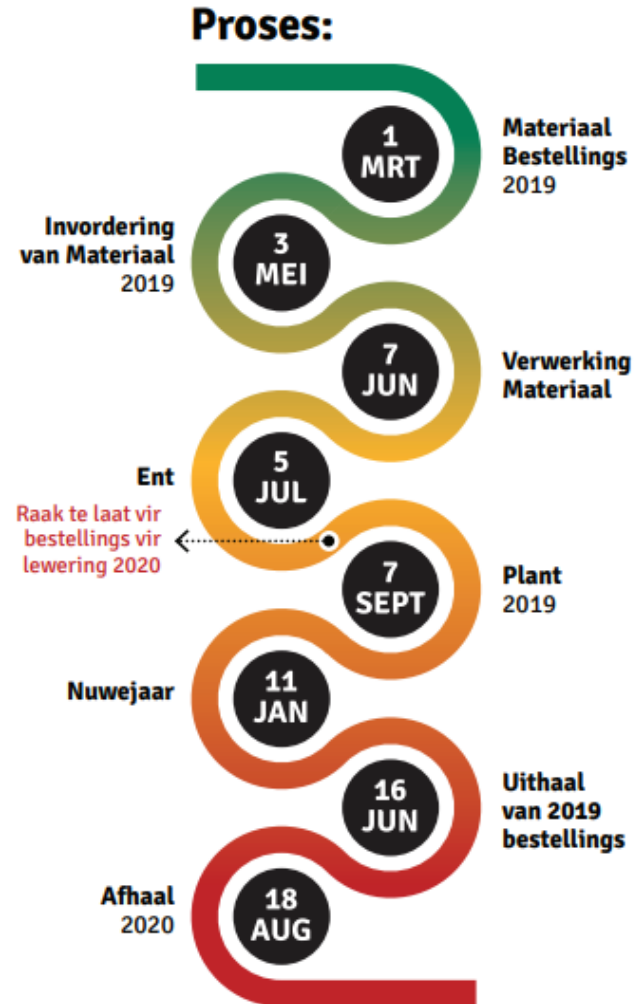 Proses:
1
MRT
Materiaal
Bestellings
2019
Invordering
van Materiaal
2019
3
MEI
7
JUN
Verwerking
Materiaal
Ent
5
JUL
Raak te laat vir
bestellings vir
lewering 2020
7
SEPT
Plant
2019
Nuwejaar
11
JAN
16
JUN
Uithaal
van 2019
bestellings
Afhaal
2020
18
AUG